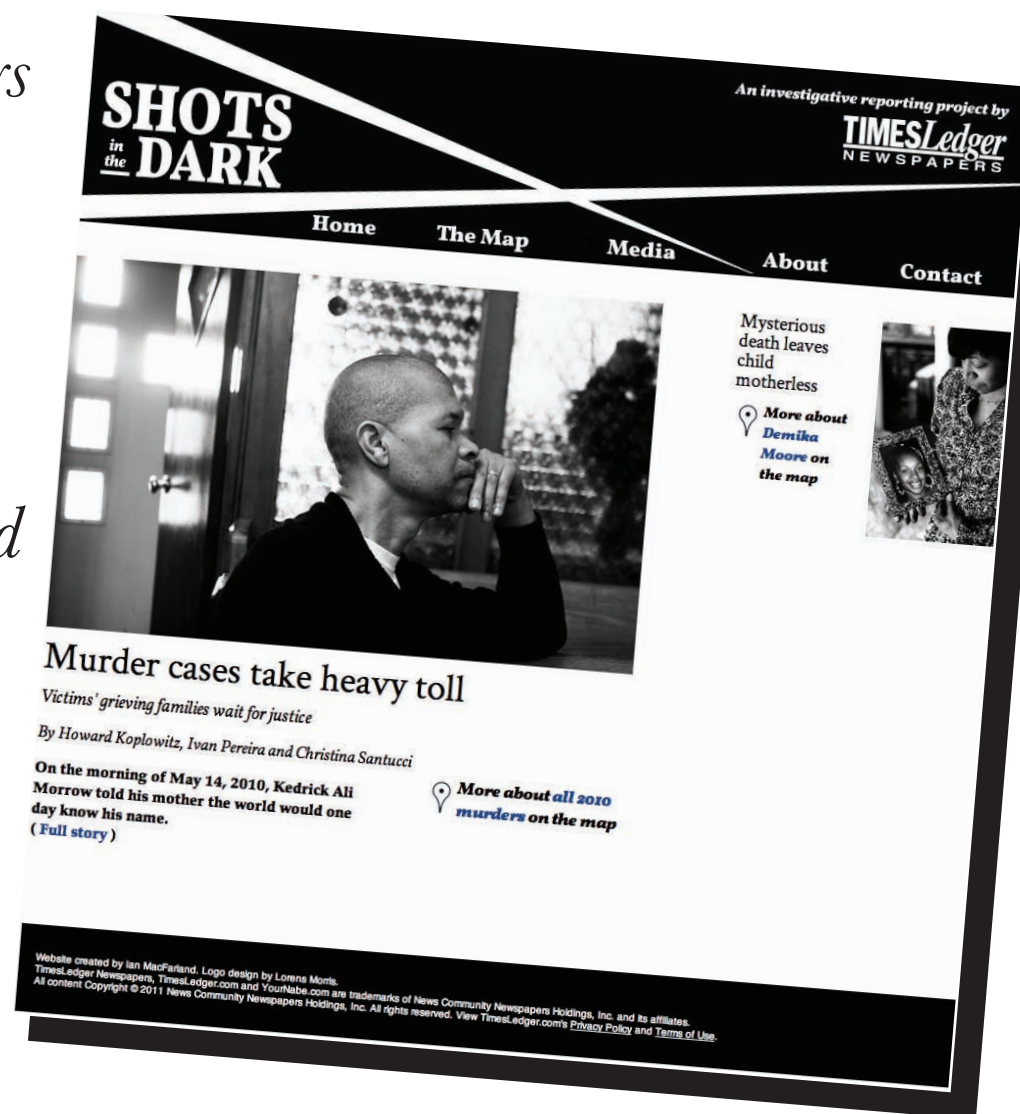 rs
d
SHOTS
in the DARK
An investigative reporting project by
TIMESLedger
NEWSPAPERS
Home The Map Media About Contact
Mysterious
death leaves
child
motherless
More about
Demika
Moore on
the map
Murder cases take heavy toll
Victims' grieving families wait for justice
By Howard Koplowitz, Ivan Pereira and Christina Santucci
On the morning of May 14, 2010, Kedrick Ali
Morrow told his mother the world would one
day know his name.
( Full story )
More about all 2010
murders on the map
Website created by Ian MacFarland. Logo design by Lorens Morris.
TimesLedger Newspapers, TimesLedger.com and YourNabe.com are trademarks of News Community Newspapers Holdings, Inc. and its affiliates.
All content Copyright © 2011 News Community Newspapers Holdings, Inc. All rights reserved. View TimesLedger.com's Privacy Policy and Terms of Use.